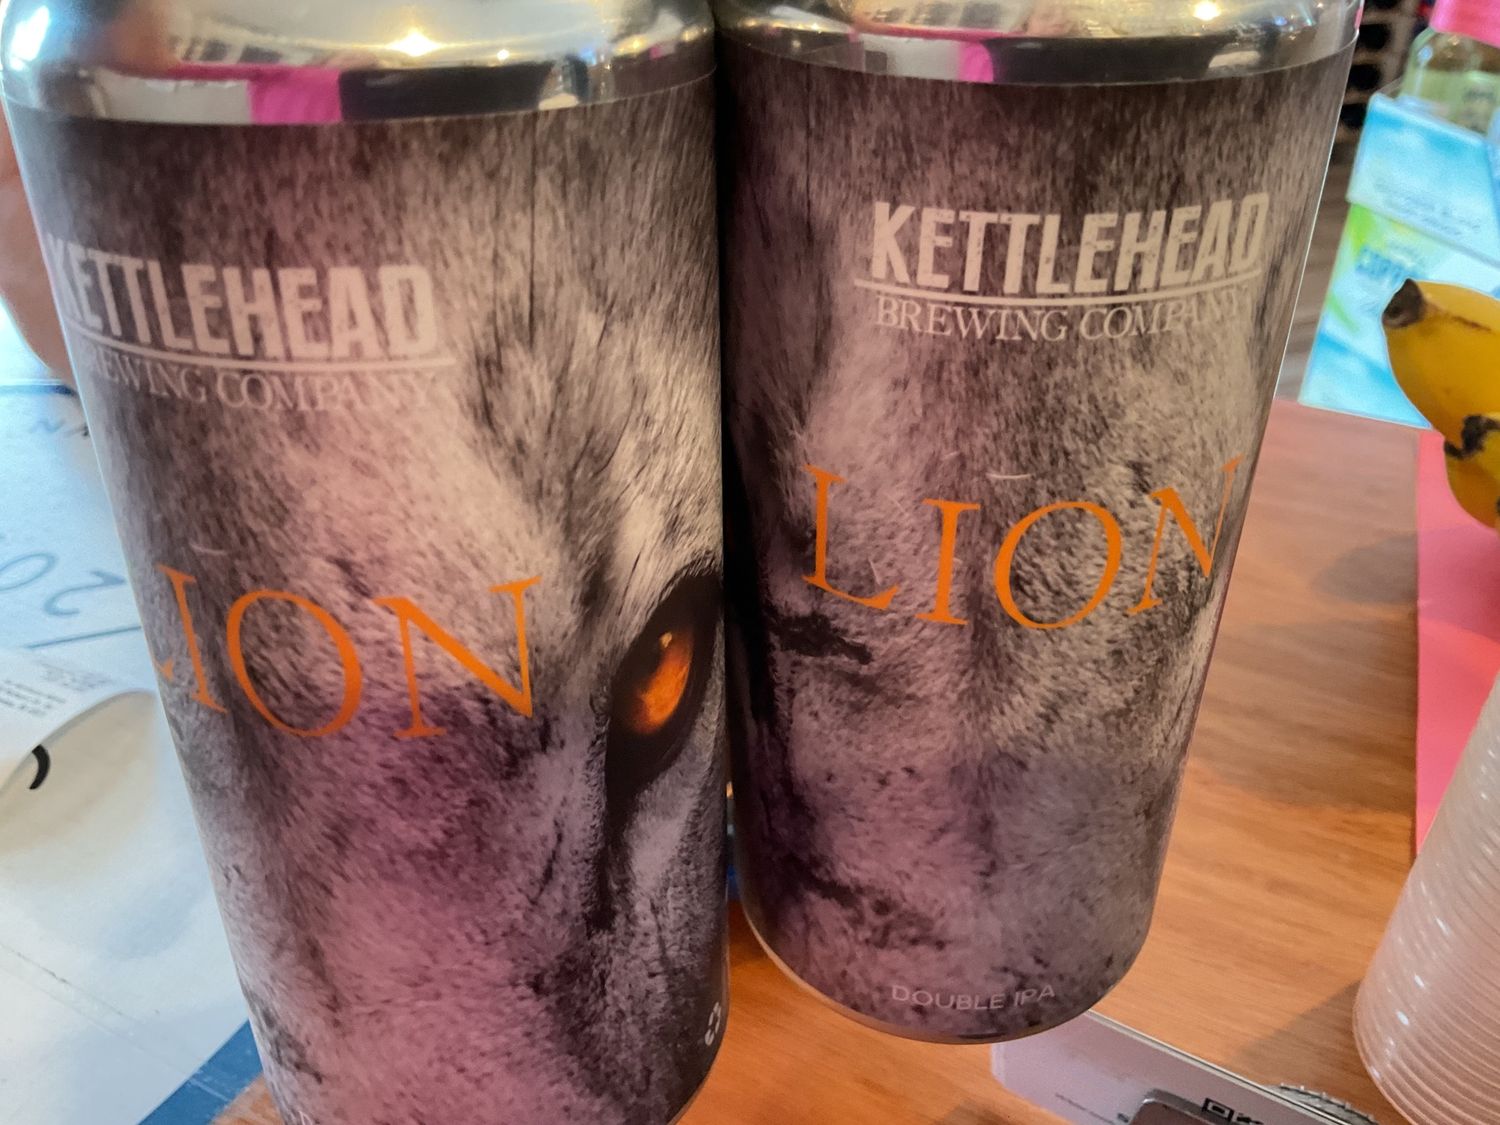 KETTLEHEAD
BREWING COMPANY
LION
KETTLEHEAD
BREWING COMPANY
LION
DOUBLE IPA